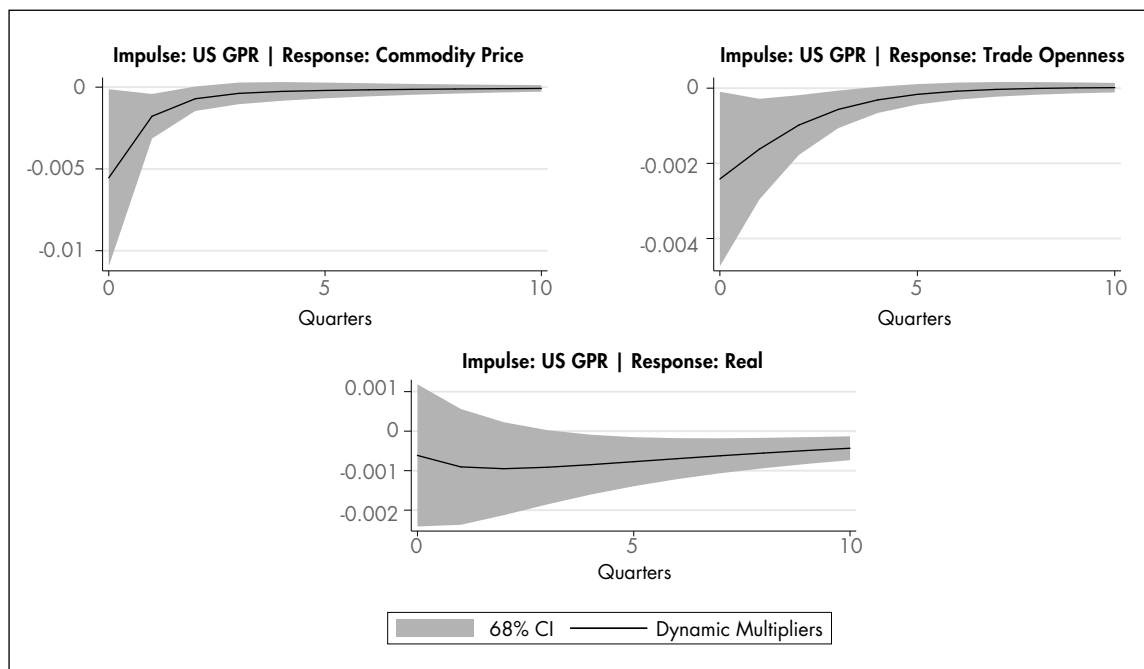 Impulse: US GPR | Response: Commodity Price
0
-0.005
-0.01
0 5 10
Quarters
Impulse: US GPR | Response: Trade Openness
0
-0.002
-0.004
0 5 10
Quarters
Impulse: US GPR | Response: Real
0.001
0
-0.001
-0.002
0 5 10
Quarters
68% CI Dynamic Multipliers